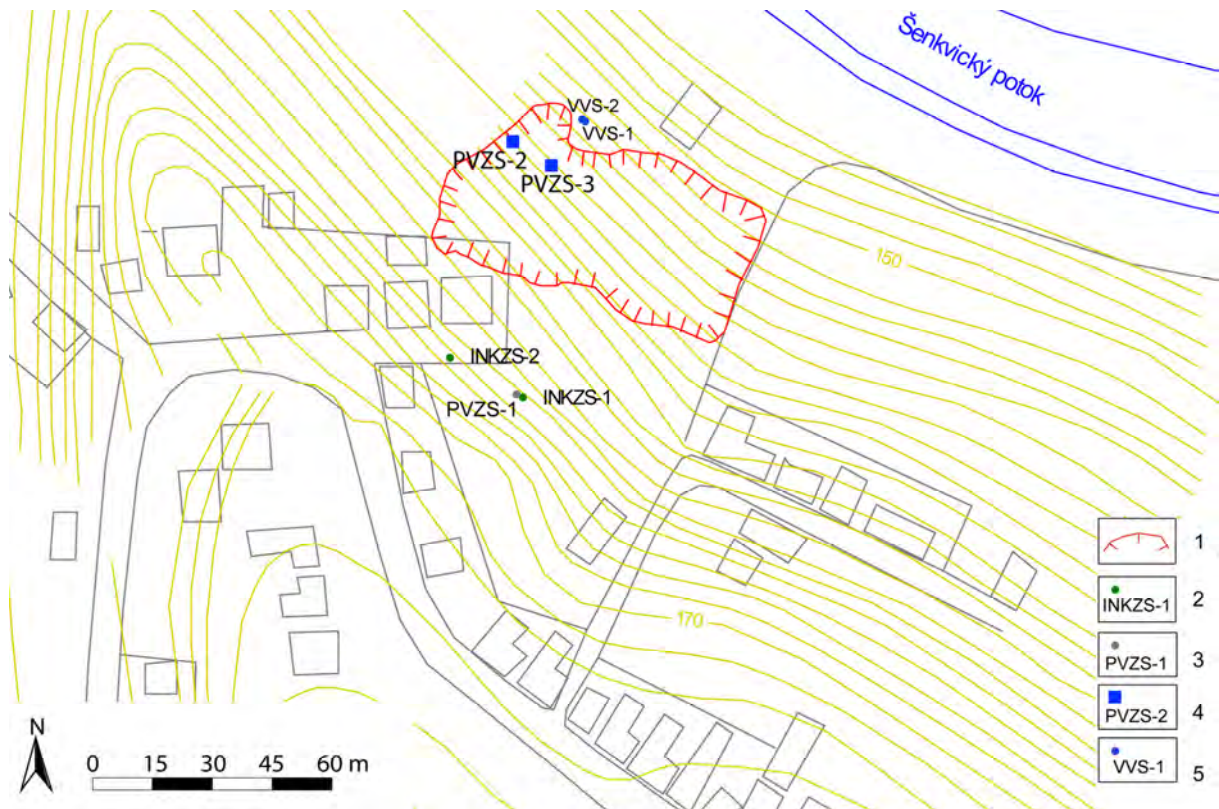 Šenkvický potok
VVS-2
VVS-1
PVZS-2
PVZS-3
150
INKZS-2
PVZS-1
INKZS-1
170
1
INKZS-1
2
PVZS-1
3
PVZS-2
4
VVS-1
5
N
0 15 30 45 60 m